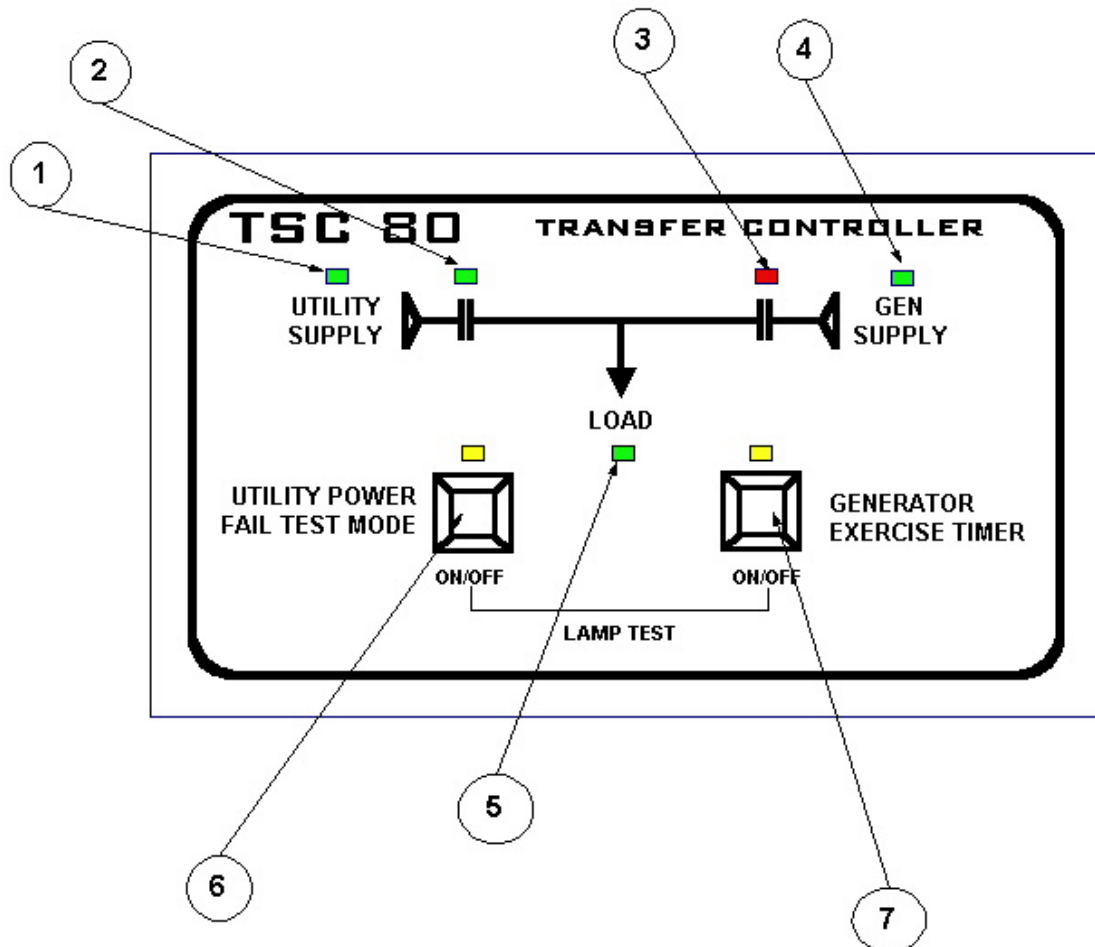 3
4
2
1
TSC 80 TRANSFER CONTROLLER
UTILITY
SUPPLY
GEN
SUPPLY
LOAD
UTILITY POWER
FAIL TEST MODE
GENERATOR
EXERCISE TIMER
ON/OFF
ON/OFF
LAMP TEST
5
6
7